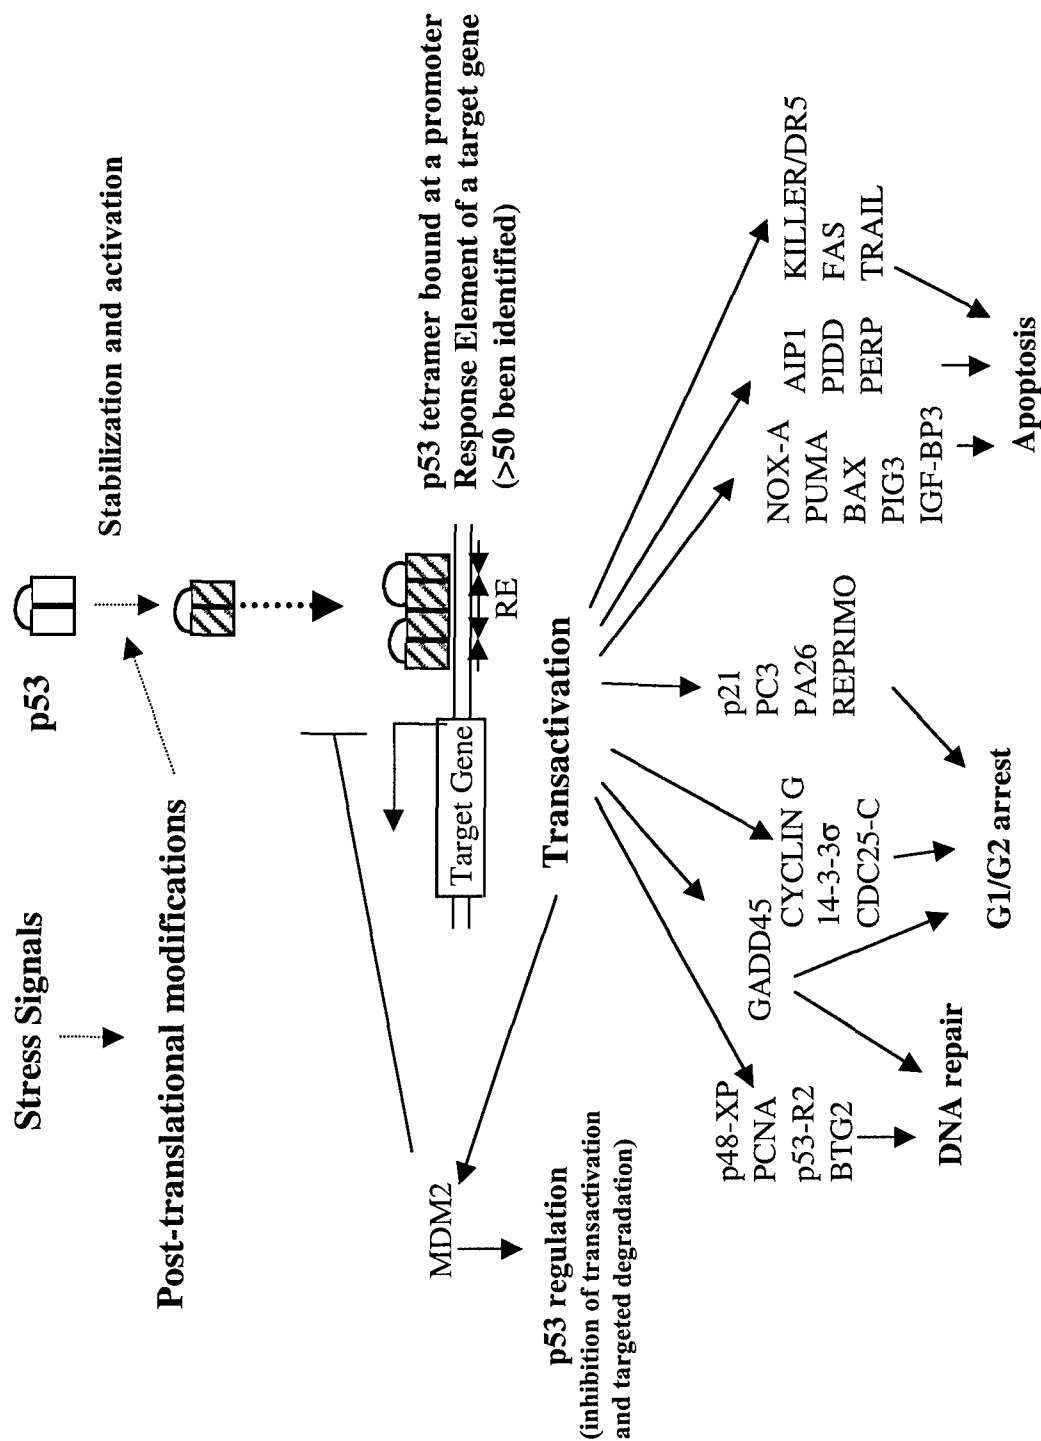 Stress Signals
p53
Stabilization and activation
Post-translational modifications
p53 tetramer bound at a promoter
Response Element of a target gene
(>50 been identified)
MDM2
Target Gene
RE
p53 regulation
(inhibition of transactivation
and targeted degradation)
Transactivation
p48-XP
PCNA
p53-R2
BTG2
GADD45
CYCLIN G
14-3-3σ
CDC25-C
p21
PC3
PA26
REPRIMO
NOX-A
PUMA
BAX
PIG3
IGF-BP3
AIP1
PIDD
PERP
KILLER/DR5
FAS
TRAIL
DNA repair
G1/G2 arrest
Apoptosis